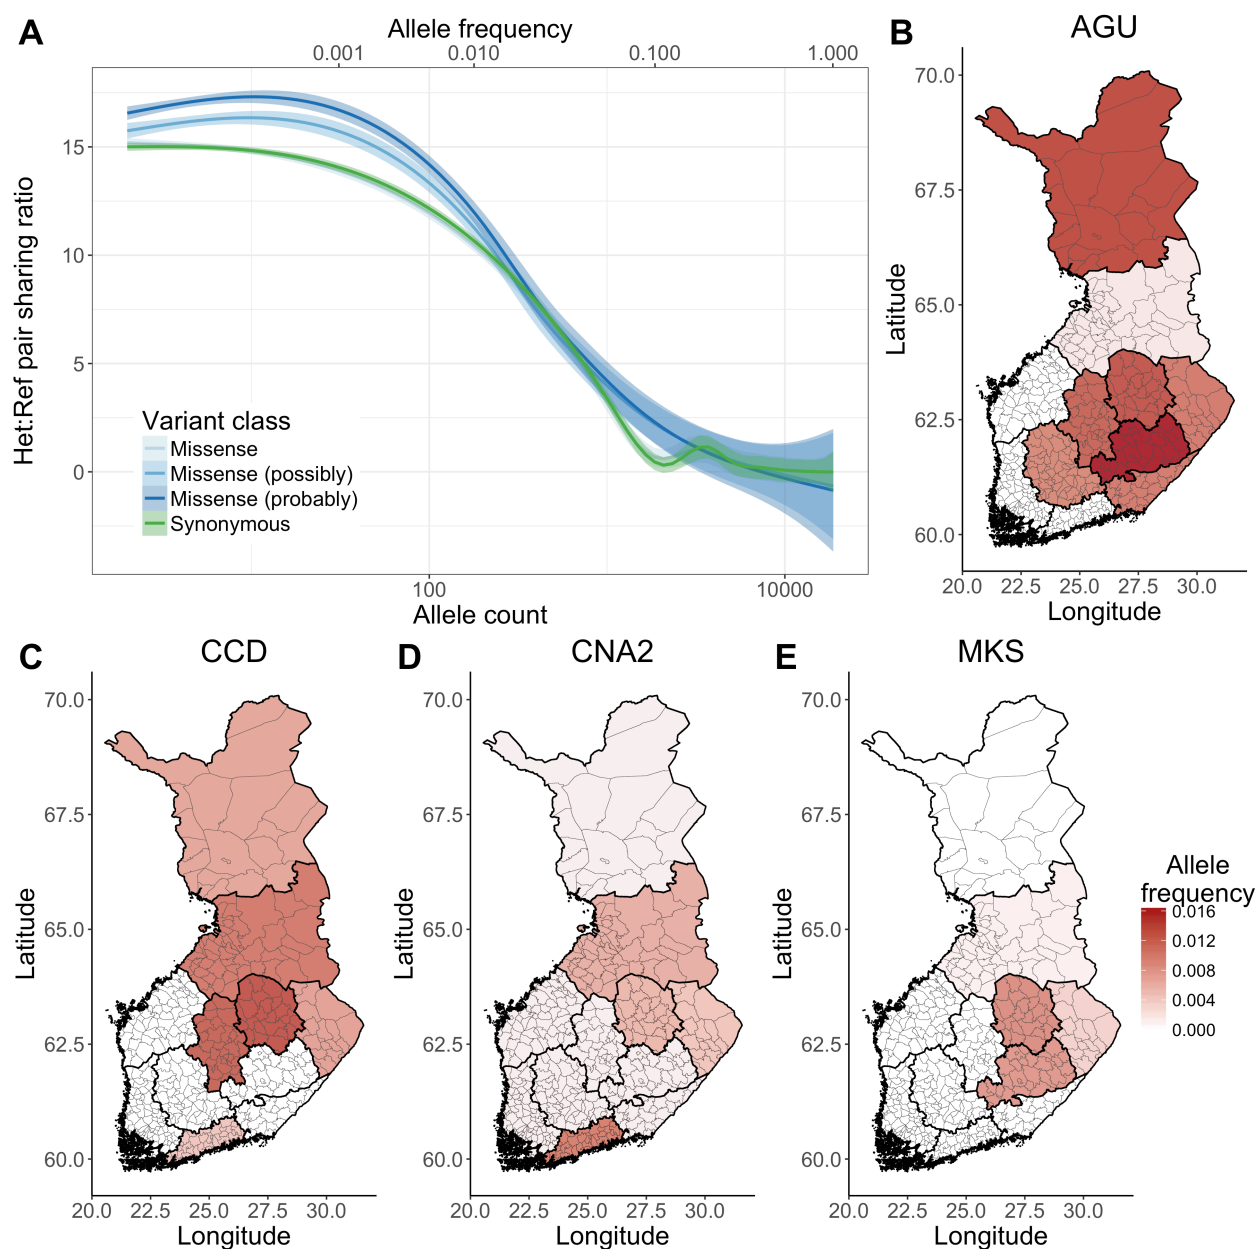 A
Allele frequency
0.001 0.010 0.100 1.000
Het:Ref pair sharing ratio
15
10
5
0
Variant class
Missense
Missense (possibly)
Missense (probably)
Synonymous
100 10000
Allele count
B
AGU
Latitude
70.0
67.5
65.0
62.5
60.0
20.0 22.5 25.0 27.5 30.0
Longitude
C
CCD
Latitude
70.0
67.5
65.0
62.5
60.0
20.0 22.5 25.0 27.5 30.0
Longitude
D
CNA2
Latitude
70.0
67.5
65.0
62.5
60.0
20.0 22.5 25.0 27.5 30.0
Longitude
E
MKS
Latitude
70.0
67.5
65.0
62.5
60.0
20.0 22.5 25.0 27.5 30.0
Longitude
Allele
frequency
0.016
0.012
0.008
0.004
0.000